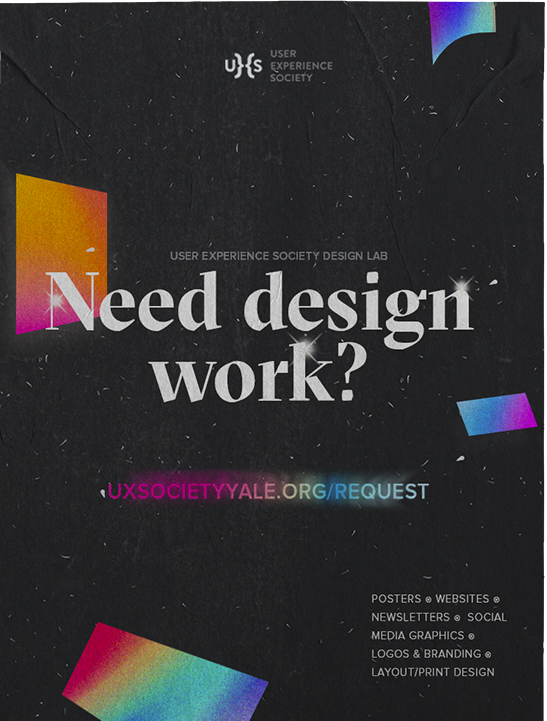 UXS
USER
EXPERIENCE
SOCIETY
USER EXPERIENCE SOCIETY DESIGN LAB
Need design
work?
UXSOCIETYYALE.ORG/REQUEST
POSTERS ⊗ WEBSITES ⊗
NEWSLETTERS ⊗ SOCIAL
MEDIA GRAPHICS ⊗
LOGOS & BRANDING ⊗
LAYOUT/PRINT DESIGN